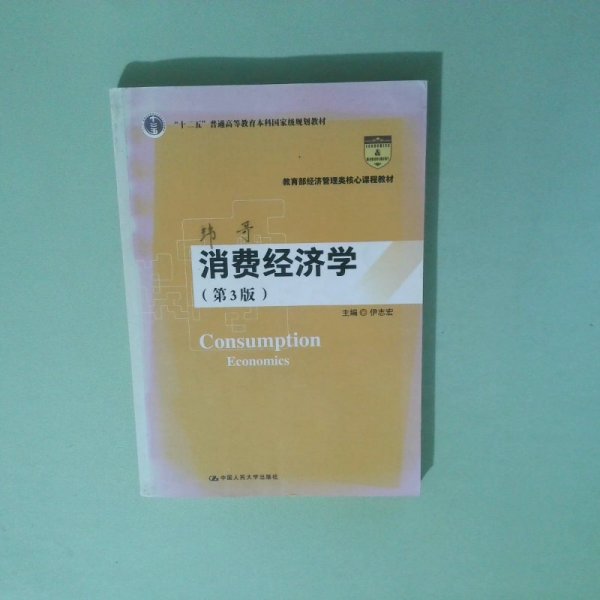 "十二五"普通高等教育本科国家级规划教材
教育部经济管理类核心课程教材
消费经济学
（第3版）
主编 伊志宏
Consumption
Economics
中国人民大学出版社